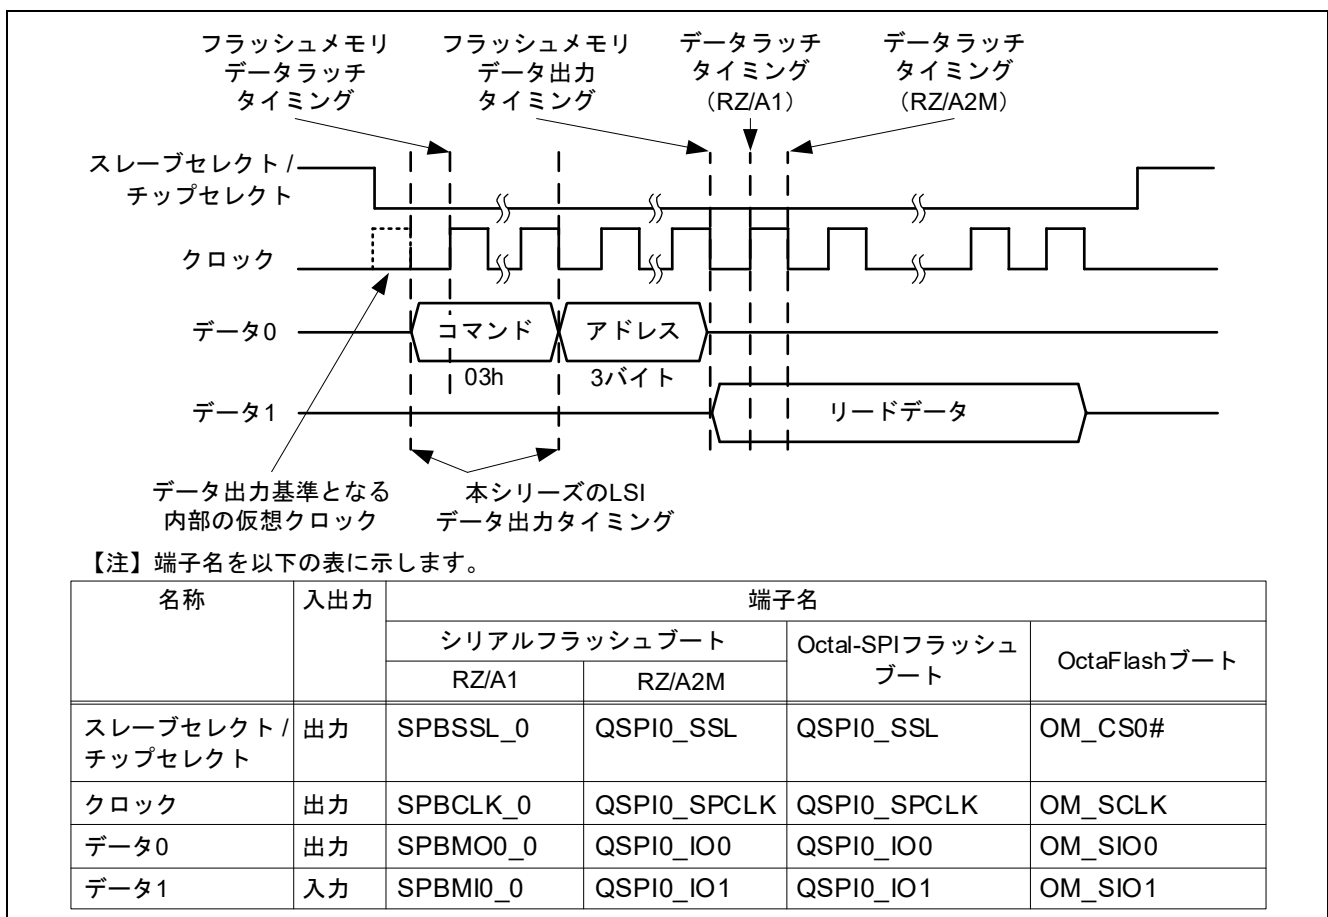 フラッシュメモリ
データラッチ
タイミング
フラッシュメモリ
データ出力
タイミング
データラッチ
タイミング
(RZ/A1)
データラッチ
タイミング
(RZ/A2M)
スレーブセレクト /
チップセレクト
クロック
データ0
コマンド
アドレス
03h
3バイト
データ1
リードデータ
データ出力基準となる
内部の仮想クロック
本シリーズのLSI
データ出力タイミング
【注】端子名を以下の表に示します。
名称 入出力 端子名
シリアルフラッシュブート Octal-SPIフラッシュ
ブート OctaFlashブート
RZ/A1 RZ/A2M
スレーブセレクト / 出力 SPBSSL_0 QSPI0_SSL QSPI0_SSL OM_CS0#
チップセレクト
クロック 出力 SPBCLK_0 QSPI0_SPCLK QSPI0_SPCLK OM_SCLK
データ0 出力 SPBMO0_0 QSPI0_IO0 QSPI0_IO0 OM_SIO0
データ1 入力 SPBMI0_0 QSPI0_IO1 QSPI0_IO1 OM_SIO1